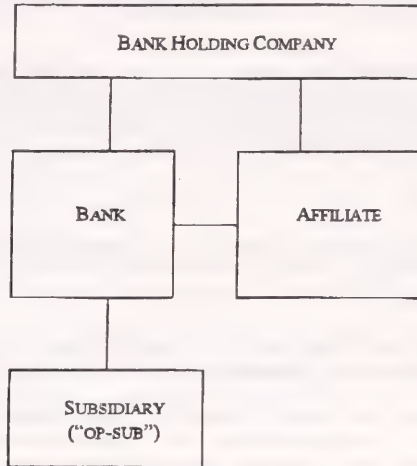 BANK HOLDING COMPANY
BANK
AFFILIATE
SUBSIDIARY
("OP-SUB")